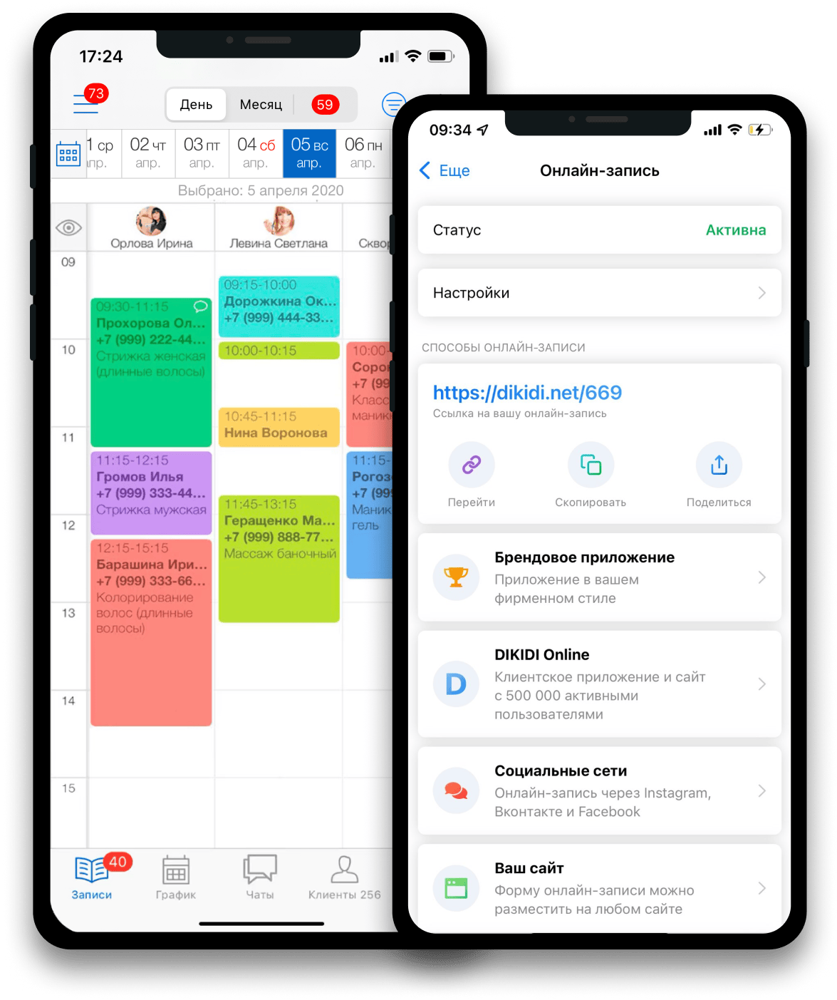 17:24
73
День
Месяц
59
1 ср
апр.
02 чт
апр.
03 пт
апр.
04 сб
апр.
05 вс
апр.
06 пн
апр.
Выбрано: 5 апреля 2020
Орлова Ирина
Левина Светлана
Сквор
09
10
11
12
13
14
15
09:30-11:15
Прохорова Ол...
+7 (999) 222-44...
Стрижка женская
(длинные волосы)
11:15-12:15
Громов Илья
+7 (999) 333-44...
Стрижка мужская
12:15-15:15
Барашина Ири...
+7 (999) 333-66...
Колорирование
волос (длинные
волосы)
09:15-10:00
Дорожкина Ок...
+7 (999) 444-33...
10:00-10:15
10:45-11:15
Нина Воронова
11:45-13:15
Геращенко Ма...
+7 (999) 888-77...
Массаж баночный
10:00-
Сорон
+7 (99
Класс
маник
11:15-
Рогоз
+7 (999
Маник
гель
Записи
40
График
Чаты
Клиенты 256
09:34
Еще
Онлайн-запись
Статус
Активна
Настройки
СПОСОБЫ ОНЛАЙН-ЗАПИСИ
https://dikidi.net/669
Ссылка на вашу онлайн-запись
Перейти
Скопировать
Поделиться
Брендовое приложение
Приложение в вашем
фирменном стиле
D
DIKIDI Online
Клиентское приложение и сайт
с 500 000 активными
пользователями
Социальные сети
Онлайн-запись через Instagram,
Вконтакте и Facebook
Ваш сайт
Форму онлайн-записи можно
разместить на любом сайте